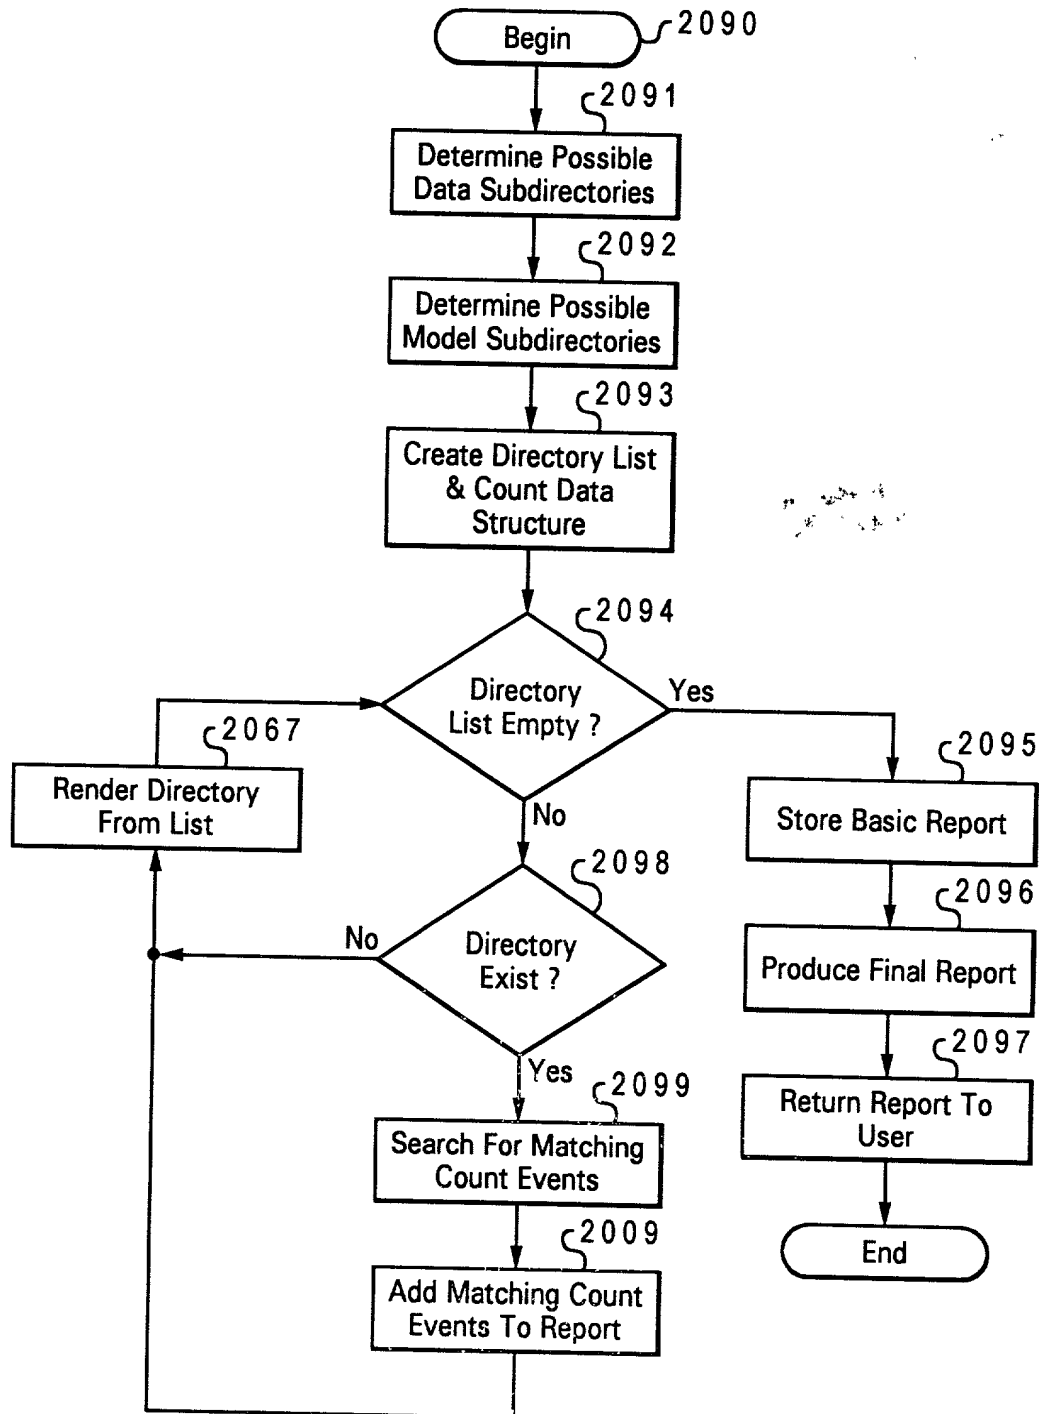 Begin
2090
2091
Determine Possible
Data Subdirectories
2092
Determine Possible
Model Subdirectories
2093
Create Directory List
& Count Data
Structure
2094
Directory
List Empty ?
Yes
No
2067
Render Directory
From List
2095
Store Basic Report
2098
Directory
Exist ?
No
Yes
2096
Produce Final Report
2097
Return Report To
User
End
2099
Search For Matching
Count Events
2009
Add Matching Count
Events To Report